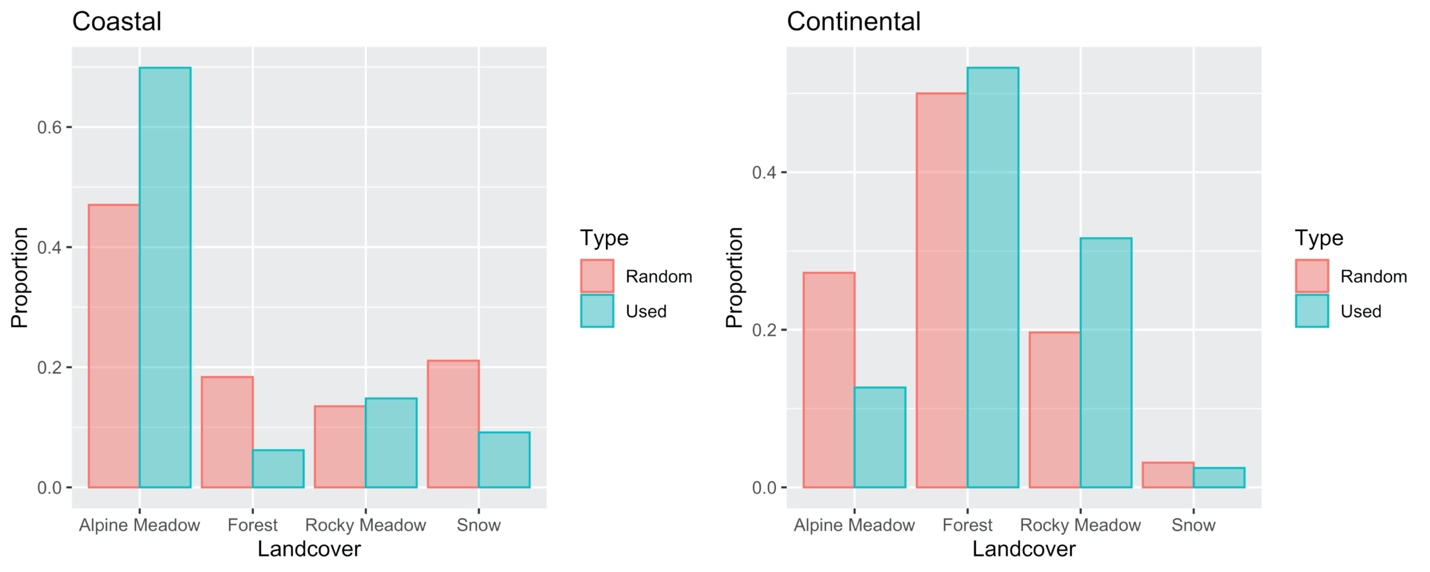 Coastal
Proportion
0.6
0.4
0.2
0.0
Alpine Meadow Forest Rocky Meadow Snow
Landcover
Type
Random
Used
Continental
Proportion
0.4
0.2
0.0
Alpine Meadow Forest Rocky Meadow Snow
Landcover
Type
Random
Used